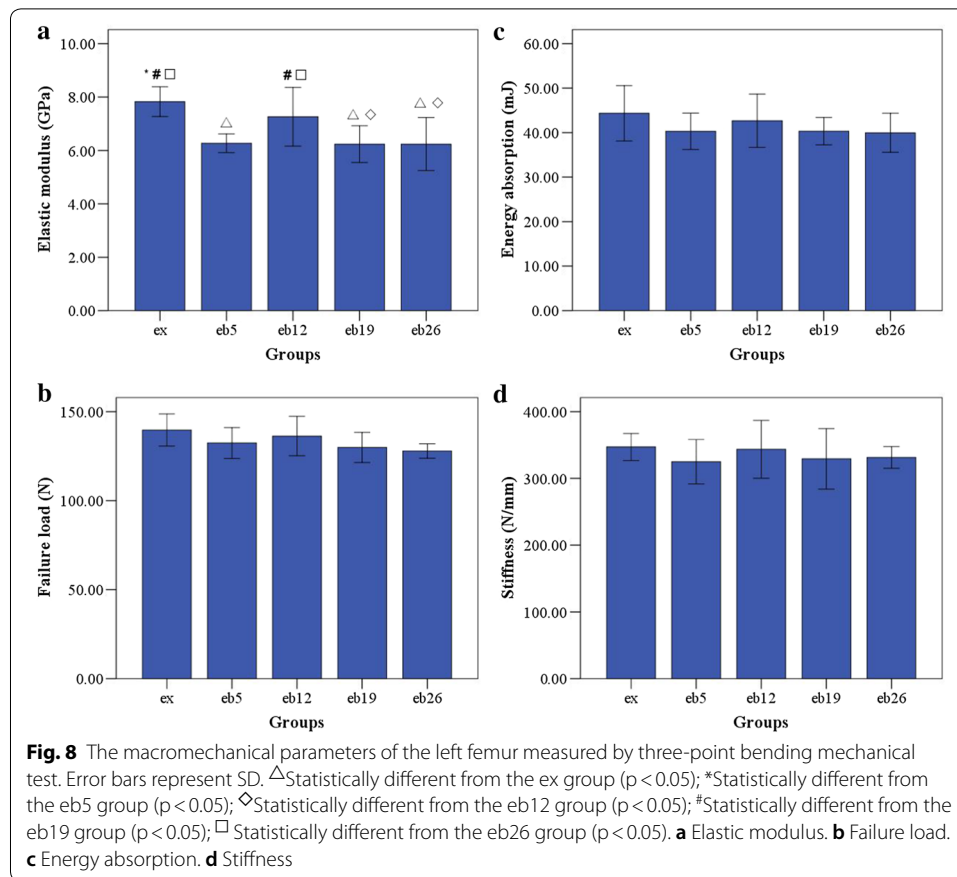 a
Elastic modulus (GPa)
10.00
8.00
6.00
4.00
2.00
0.00
* # □
△
# □
△ ◇
△ ◇
ex eb5 eb12 eb19 eb26
Groups
c
Energy absorption (mJ)
60.00
50.00
40.00
30.00
20.00
10.00
0.00
ex eb5 eb12 eb19 eb26
Groups
b
Failure load (N)
150.00
100.00
50.00
0.00
ex eb5 eb12 eb19 eb26
Groups
d
Stiffness (N/mm)
400.00
300.00
200.00
100.00
0.00
ex eb5 eb12 eb19 eb26
Groups
Fig. 8 The macromechanical parameters of the left femur measured by three-point bending mechanical
test. Error bars represent SD. △Statistically different from the ex group (p < 0.05); *Statistically different from
the eb5 group (p < 0.05); ◇Statistically different from the eb12 group (p < 0.05); #Statistically different from the
eb19 group (p < 0.05); □ Statistically different from the eb26 group (p < 0.05). a Elastic modulus. b Failure load.
c Energy absorption. d Stiffness